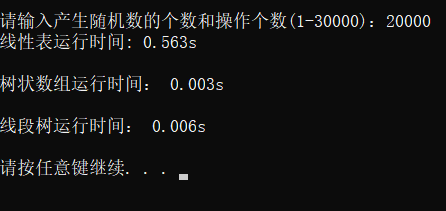 请输入产生随机数的个数和操作个数(1-30000): 20000
线性表运行时间: 0.563s
树状数组运行时间： 0.003s
线段树运行时间： 0.006s
请按任意键继续. . .